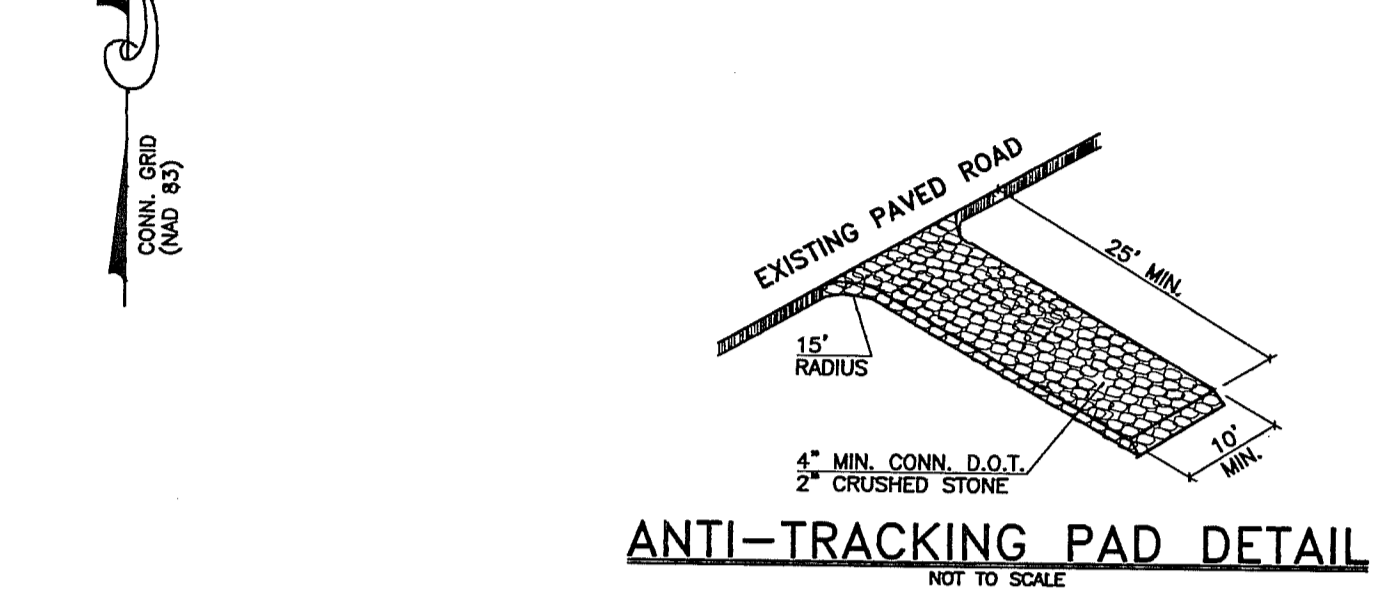 CONN. GRID
(NAD 83)
EXISTING PAVED ROAD
25' MIN.
15'
RADIUS
10'
MIN.
4" MIN. CONN. D.O.T.
2" CRUSHED STONE
ANTI-TRACKING PAD DETAIL
NOT TO SCALE